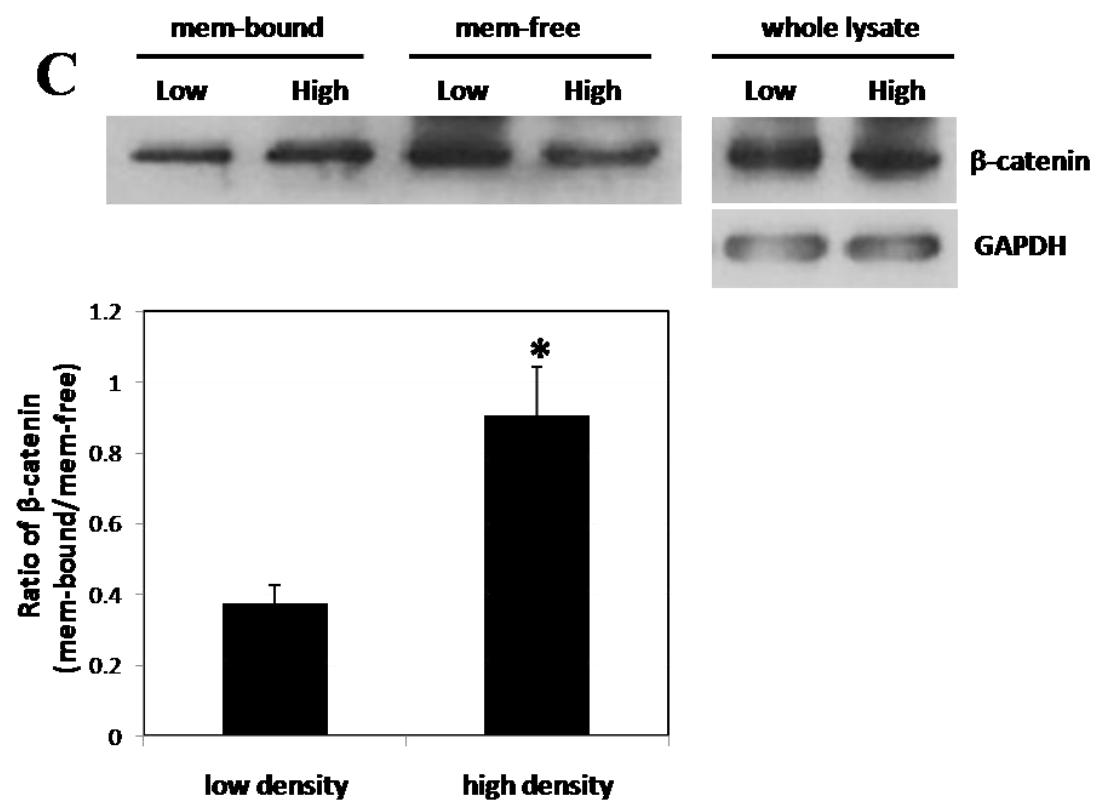 C
mem-bound mem-free whole lysate
Low High Low High Low High
β-catenin
GAPDH
Ratio of β-catenin
(mem-bound/mem-free)
1.2
1
0.8
0.6
0.4
0.2
0
*
low density high density